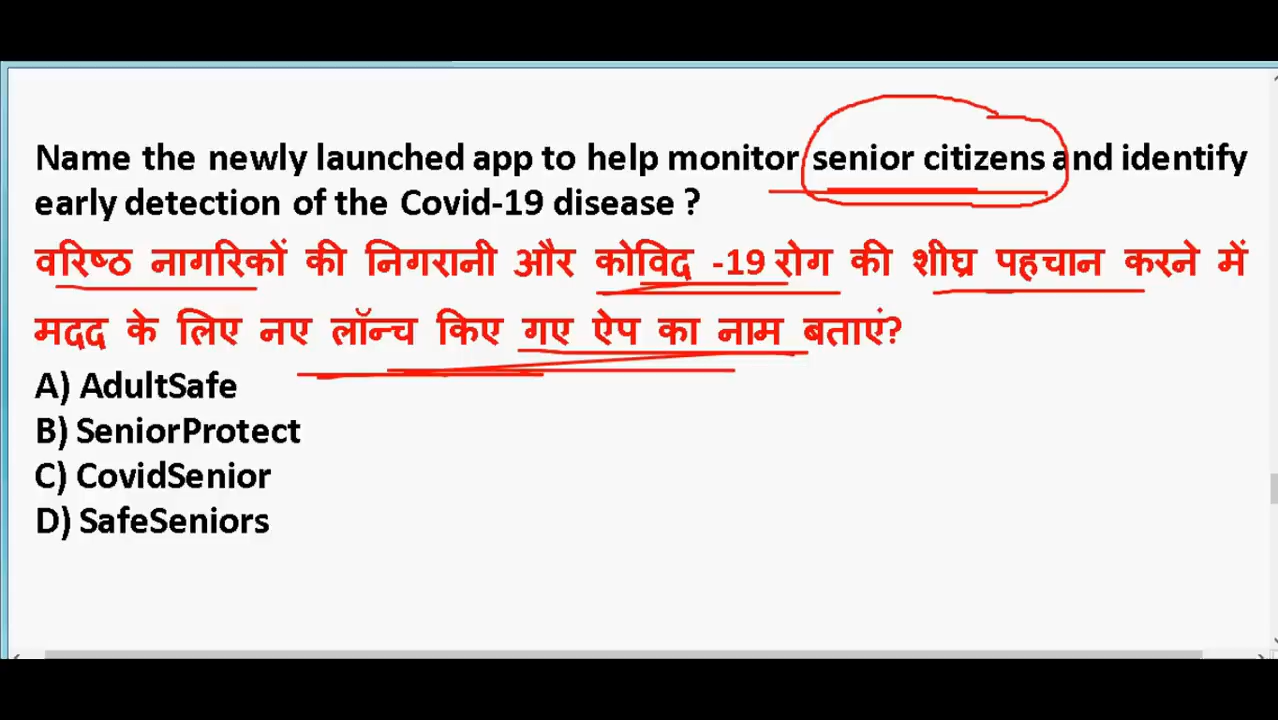 Name the newly launched app to help monitor senior citizens and identify
early detection of the Covid-19 disease ?
वरिष्ठ नागरिकों की निगरानी और कोविद -19 रोग की शीघ्र पहचान करने में
मदद के लिए नए लॉन्च किए गए ऐप का नाम बताएं?
A) AdultSafe
B) SeniorProtect
C) CovidSenior
D) SafeSeniors